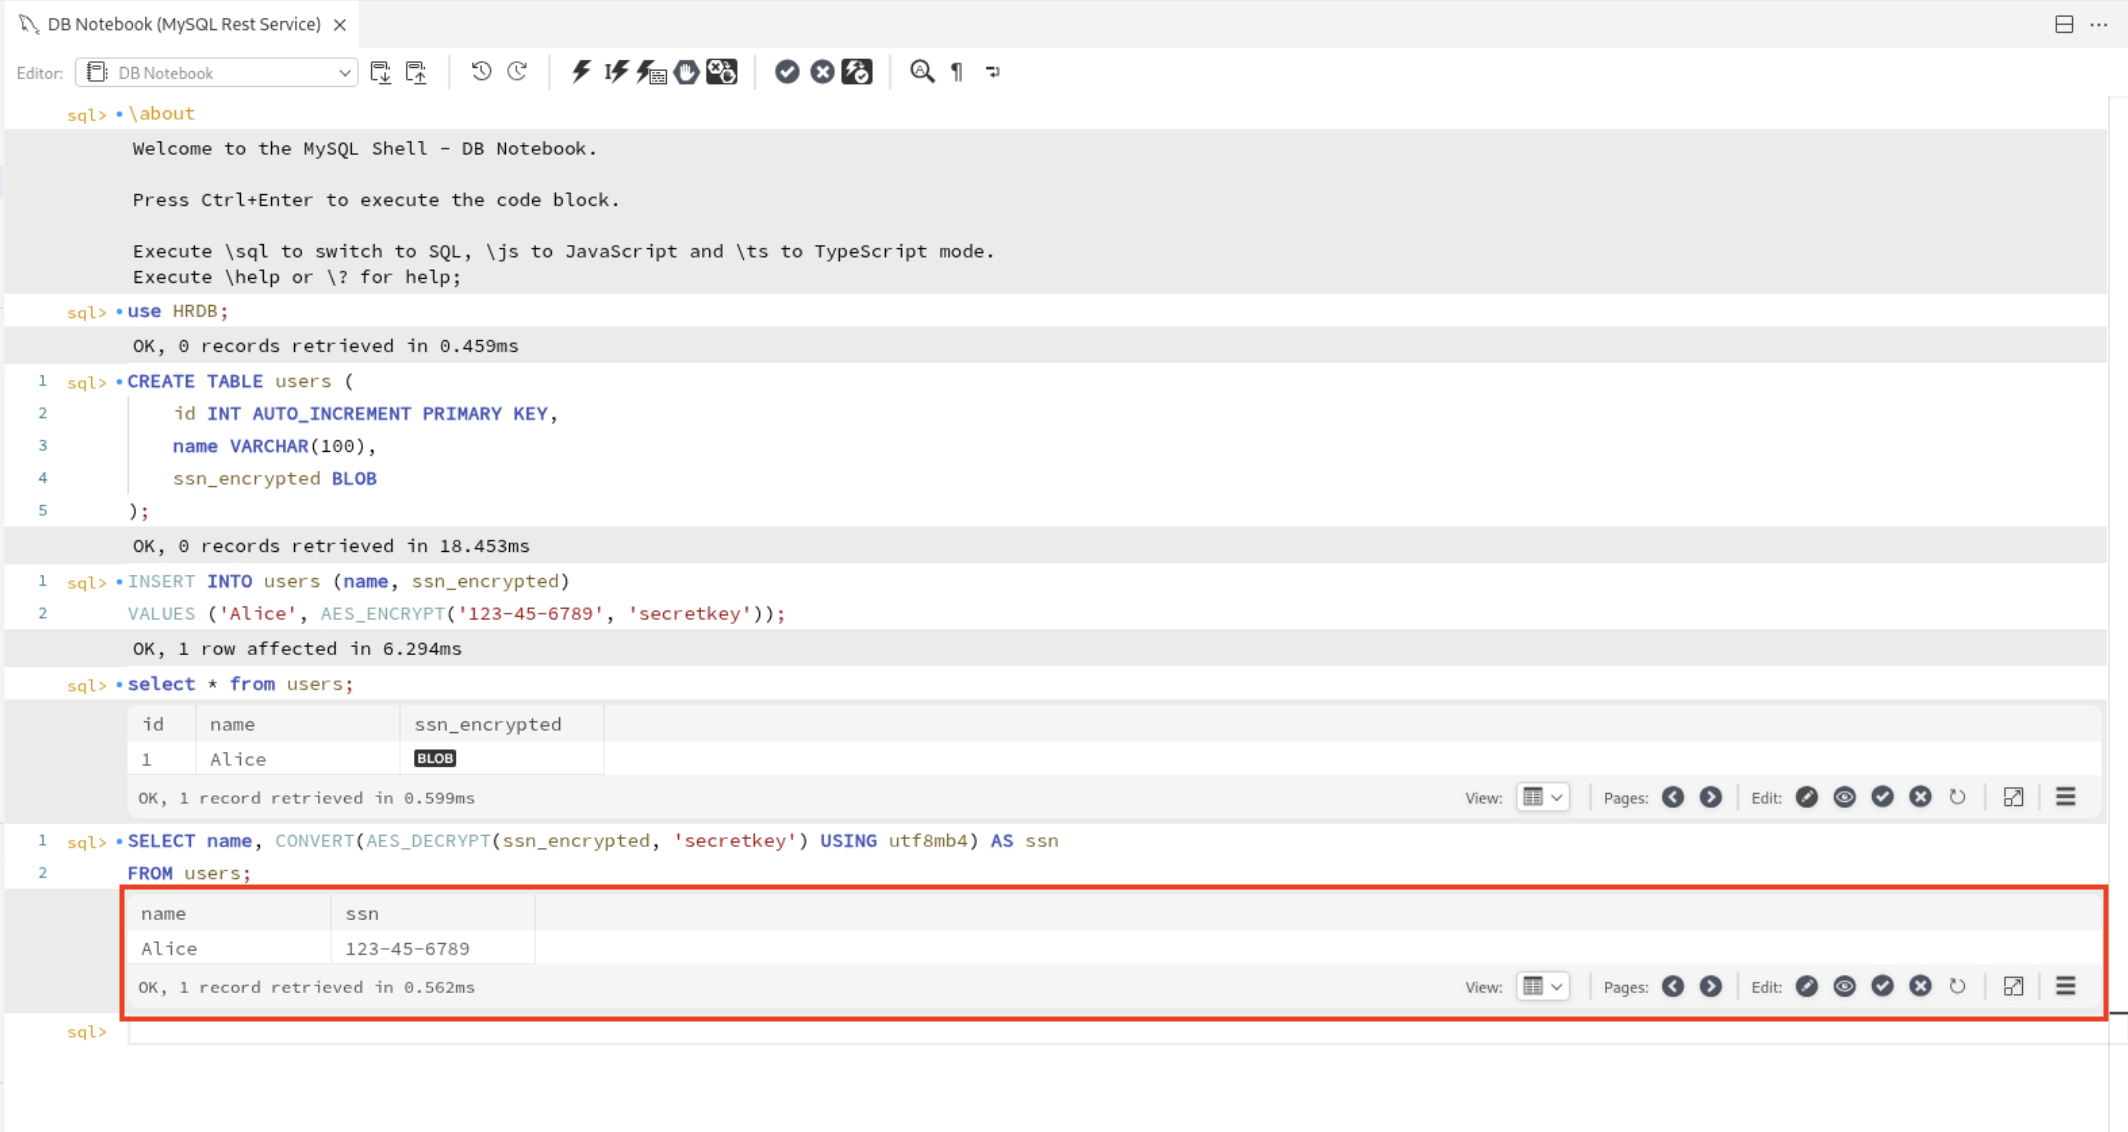 DB Notebook (MySQL Rest Service)
Editor: DB Notebook
sql> \about
Welcome to the MySQL Shell - DB Notebook.
Press Ctrl+Enter to execute the code block.
Execute \sql to switch to SQL, \js to JavaScript and \ts to TypeScript mode.
Execute \help or \? for help;
sql> use HRDB;
OK, 0 records retrieved in 0.459ms
1 sql> CREATE TABLE users (
2 id INT AUTO_INCREMENT PRIMARY KEY,
3 name VARCHAR(100),
4 ssn_encrypted BLOB
5 );
OK, 0 records retrieved in 18.453ms
1 sql> INSERT INTO users (name, ssn_encrypted)
2 VALUES ('Alice', AES_ENCRYPT('123-45-6789', 'secretkey'));
OK, 1 row affected in 6.294ms
sql> select * from users;
id name ssn_encrypted
1 Alice BLOB
OK, 1 record retrieved in 0.599ms View: Pages: Edit:
1 sql> SELECT name, CONVERT(AES_DECRYPT(ssn_encrypted, 'secretkey') USING utf8mb4) AS ssn
2 FROM users;
name ssn
Alice 123-45-6789
OK, 1 record retrieved in 0.562ms View: Pages: Edit:
sql>